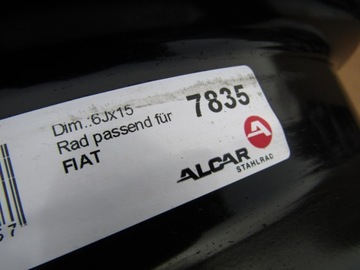 Dim.:6Jx15
Rad passend für
FIAT
7835
ALCAR
STAHLRAD